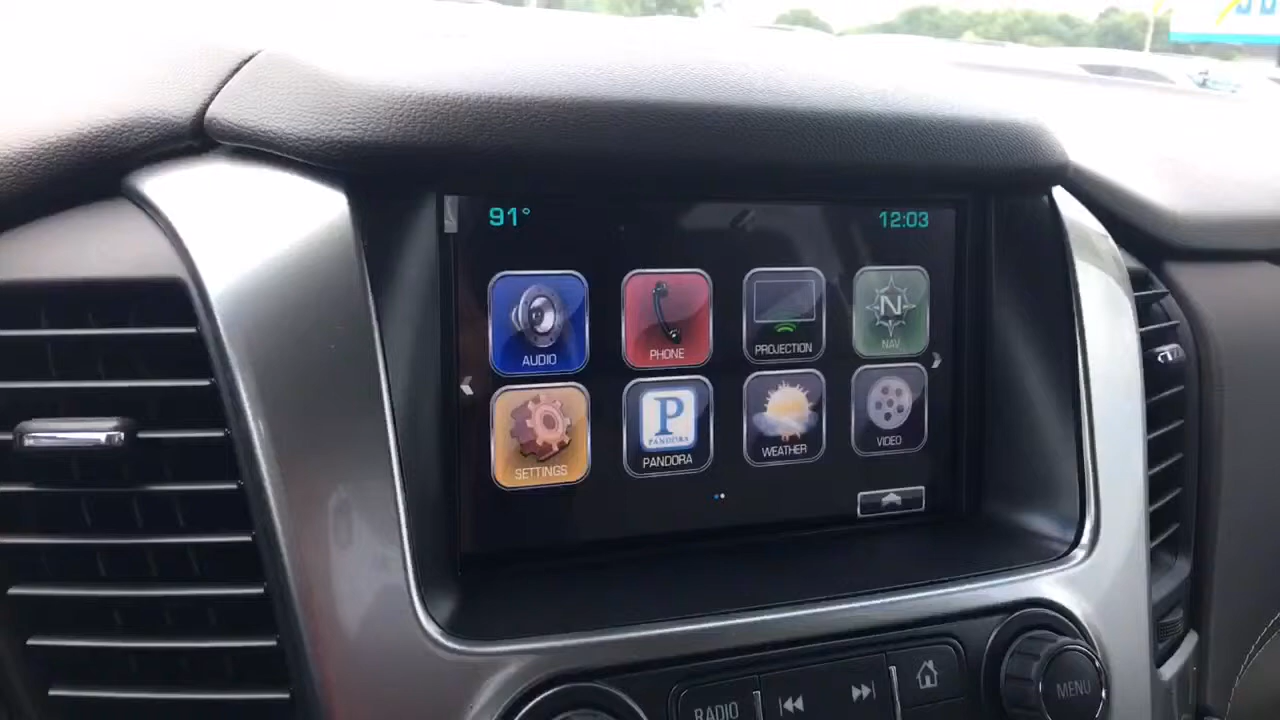 91° 12:03
AUDIO PHONE PROJECTION N NAV
SETTINGS P PANDORA PANDORA WEATHER VIDEO
RADIO MENU